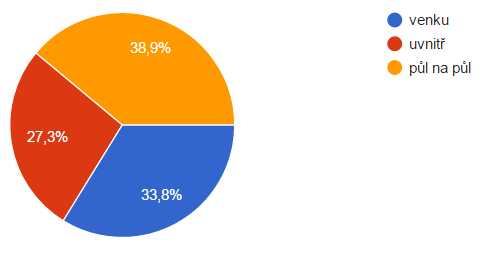 38,9%
27,3%
33,8%
venku
uvnitř
půl na půl